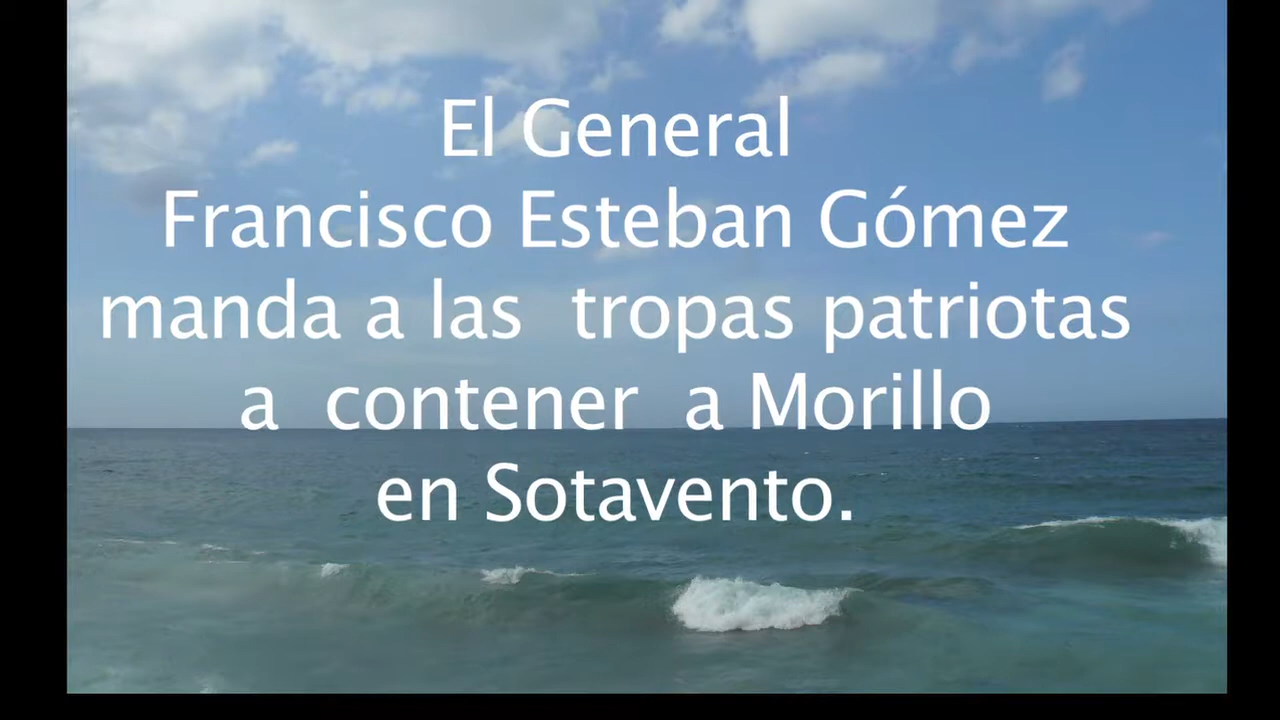 El General
Francisco Esteban Gómez
manda a las tropas patriotas
a contener a Morillo
en Sotavento.